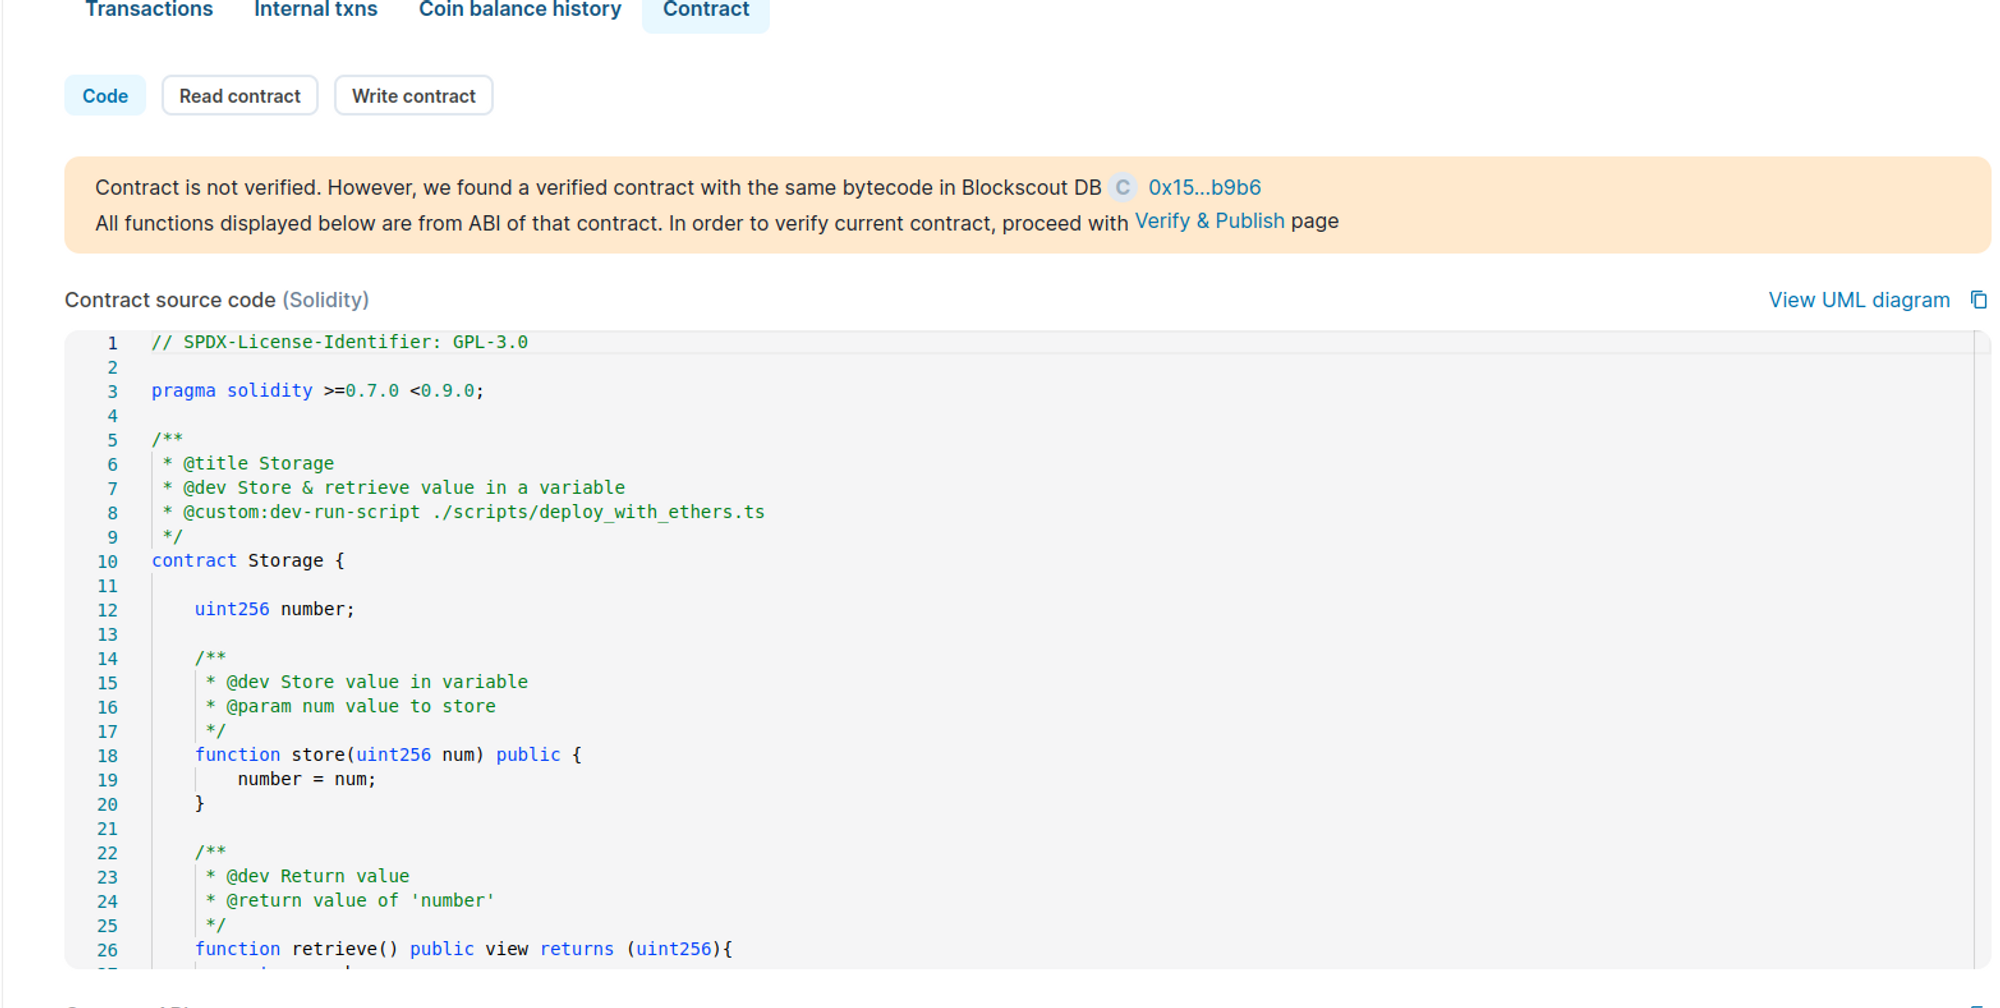 Transactions Internal txns Coin balance history Contract
Code Read contract Write contract
Contract is not verified. However, we found a verified contract with the same bytecode in Blockscout DB C 0x15...b9b6
All functions displayed below are from ABI of that contract. In order to verify current contract, proceed with Verify & Publish page
Contract source code (Solidity) View UML diagram
1 // SPDX-License-Identifier: GPL-3.0
2
3 pragma solidity >=0.7.0 <0.9.0;
4
5 /**
6  * @title Storage
7  * @dev Store & retrieve value in a variable
8  * @custom:dev-run-script ./scripts/deploy_with_ethers.ts
9  */
10 contract Storage {
11
12     uint256 number;
13
14     /**
15      * @dev Store value in variable
16      * @param num value to store
17      */
18     function store(uint256 num) public {
19         number = num;
20     }
21
22     /**
23      * @dev Return value
24      * @return value of 'number'
25      */
26     function retrieve() public view returns (uint256){